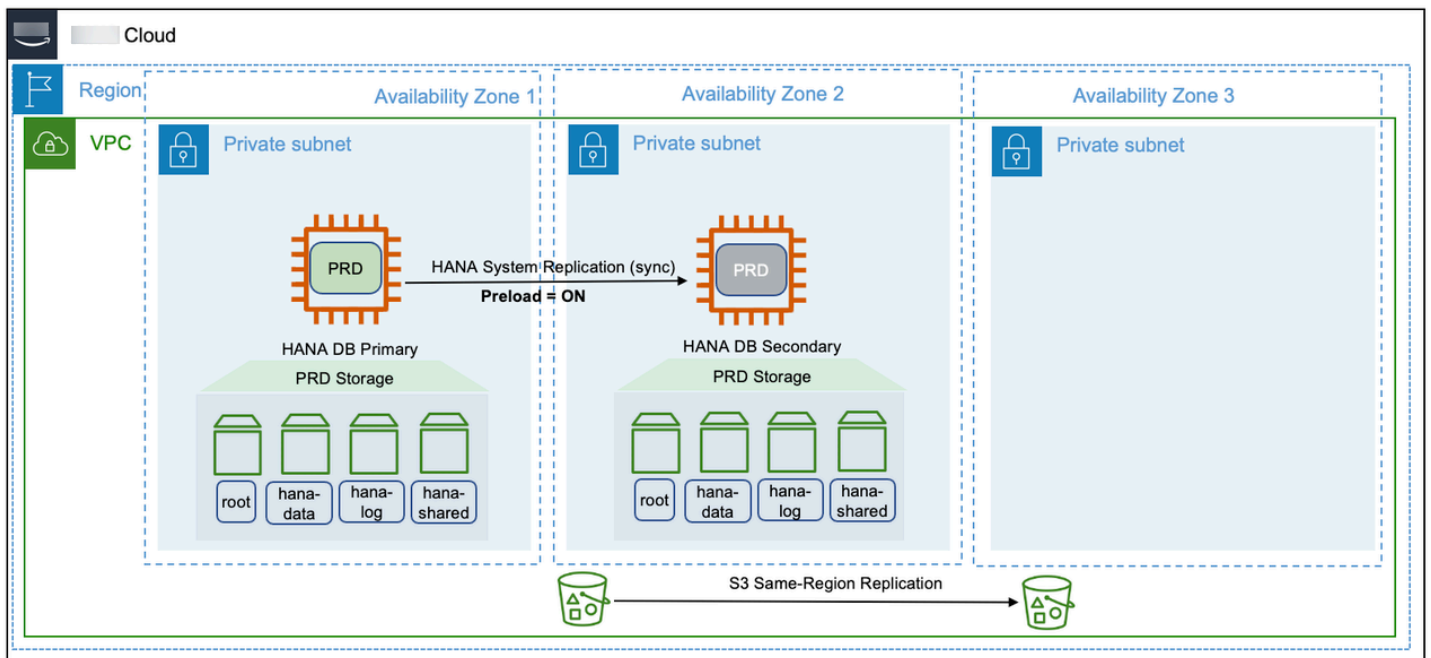 Cloud
Region
Availability Zone 1
Availability Zone 2
Availability Zone 3
VPC
Private subnet
Private subnet
Private subnet
PRD
HANA System Replication (sync)
Preload = ON
PRD
HANA DB Primary
HANA DB Secondary
PRD Storage
PRD Storage
root
hana-
data
hana-
log
hana-
shared
root
hana-
data
hana-
log
hana-
shared
S3 Same-Region Replication